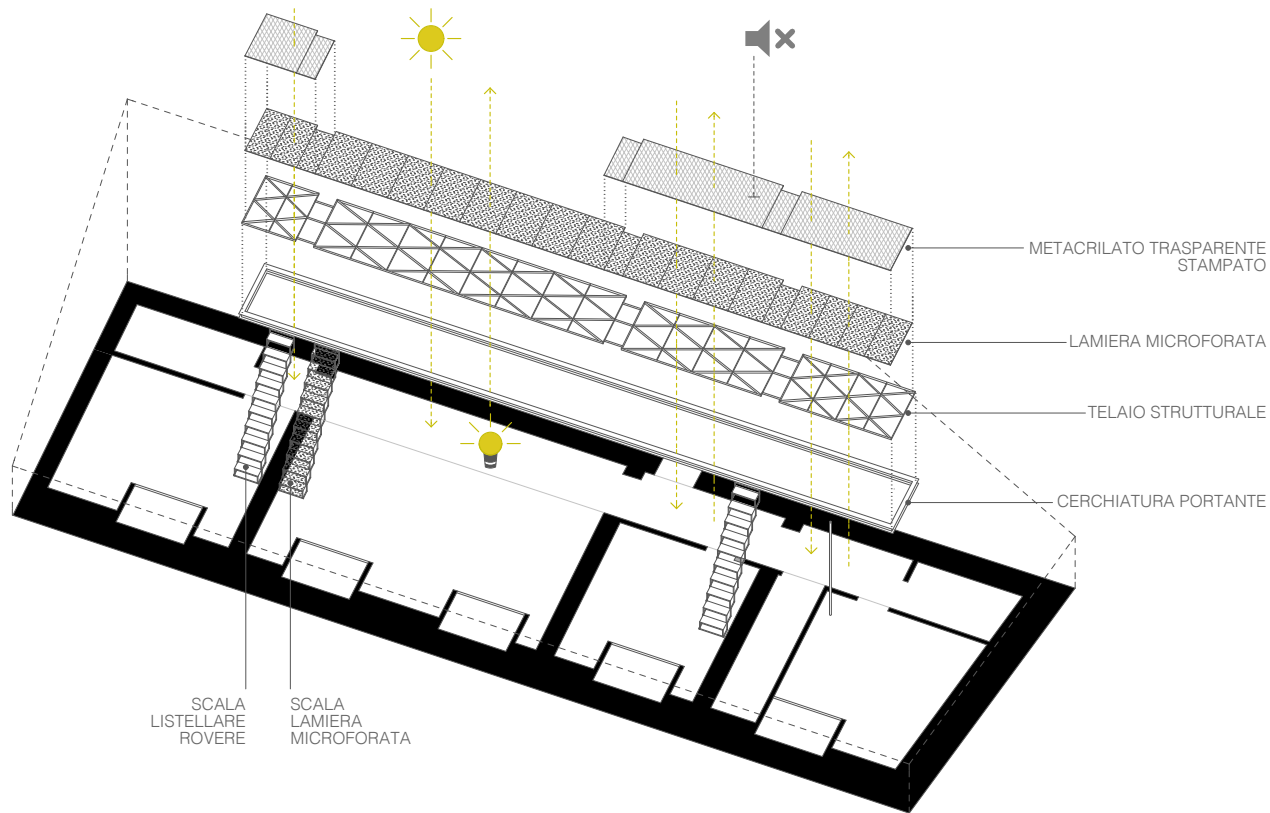 METACRILATO TRASPARENTE
STAMPATO
LAMIERA MICROFORATA
TELAIO STRUTTURALE
CERCHIATURA PORTANTE
SCALA
LISTELLARE
ROVERE
SCALA
LAMIERA
MICROFORATA